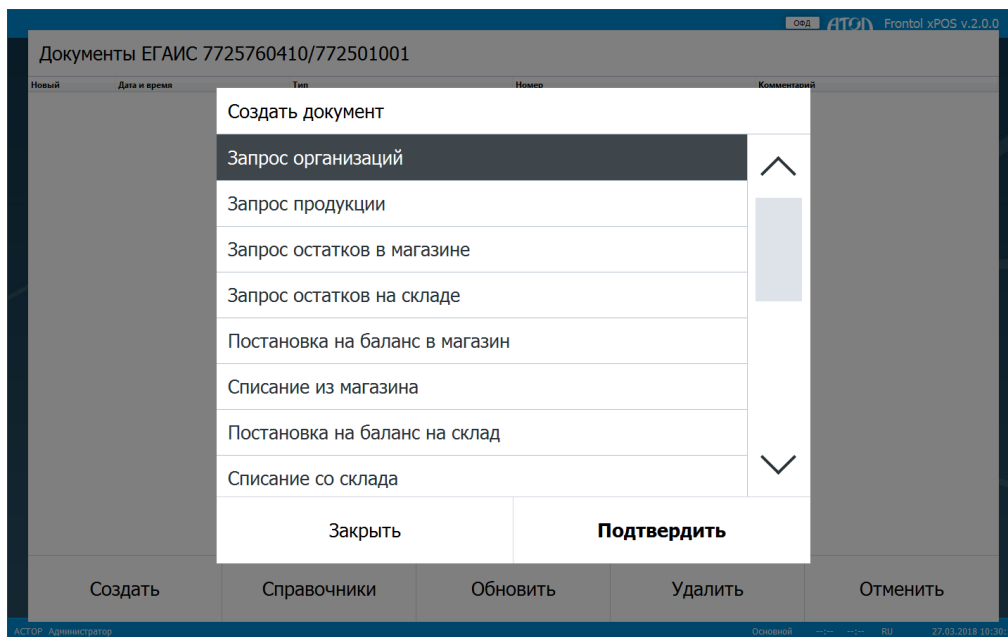 ОФД АТОЛ Frontol xPOS v.2.0.0
Документы ЕГАИС 7725760410/772501001
Новый Дата и время Тип Номер Комментарий
Создать документ
Запрос организаций
Запрос продукции
Запрос остатков в магазине
Запрос остатков на складе
Постановка на баланс в магазин
Списание из магазина
Постановка на баланс на склад
Списание со склада
Закрыть Подтвердить
Создать Справочники Обновить Удалить Отменить
АСТОР Администратор Основной --:-- --:-- RU 27.03.2018 10:30: